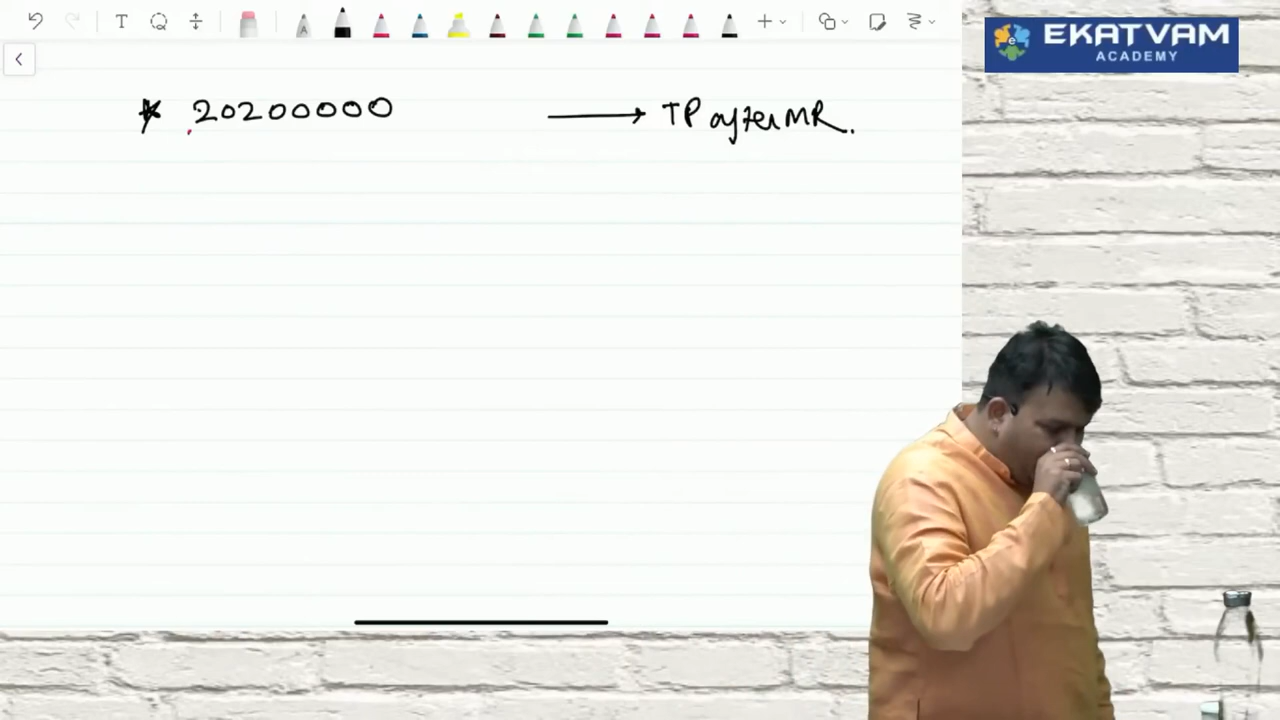 EKATVAM
ACADEMY
* 20200000 → TP after MR.
T
A
e